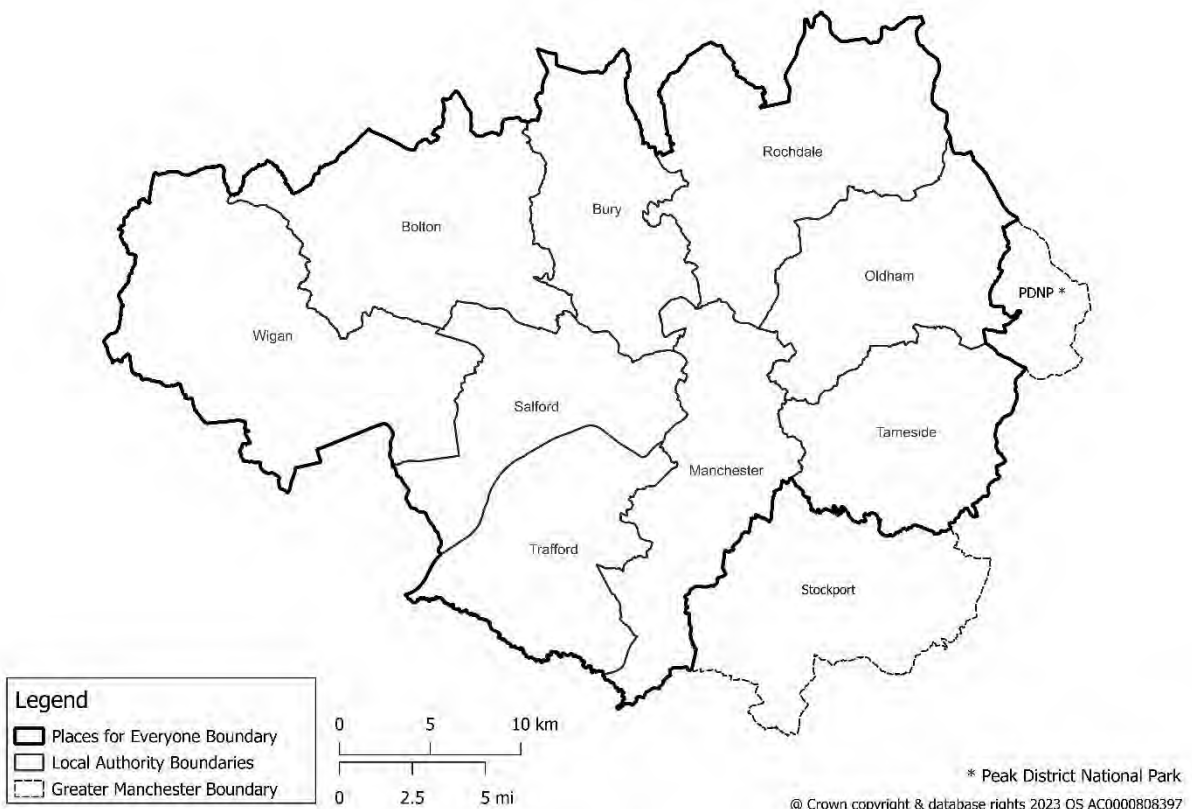 Rochdale
Bury
Bolton
Oldham
PDNP *
Wigan
Salford
Tameside
Manchester
Trafford
Stockport
Legend
Places for Everyone Boundary
Local Authority Boundaries
Greater Manchester Boundary
0 5 10 km
0 2.5 5 mi
* Peak District National Park
@ Crown copyright & database rights 2023 OS AC0000808397